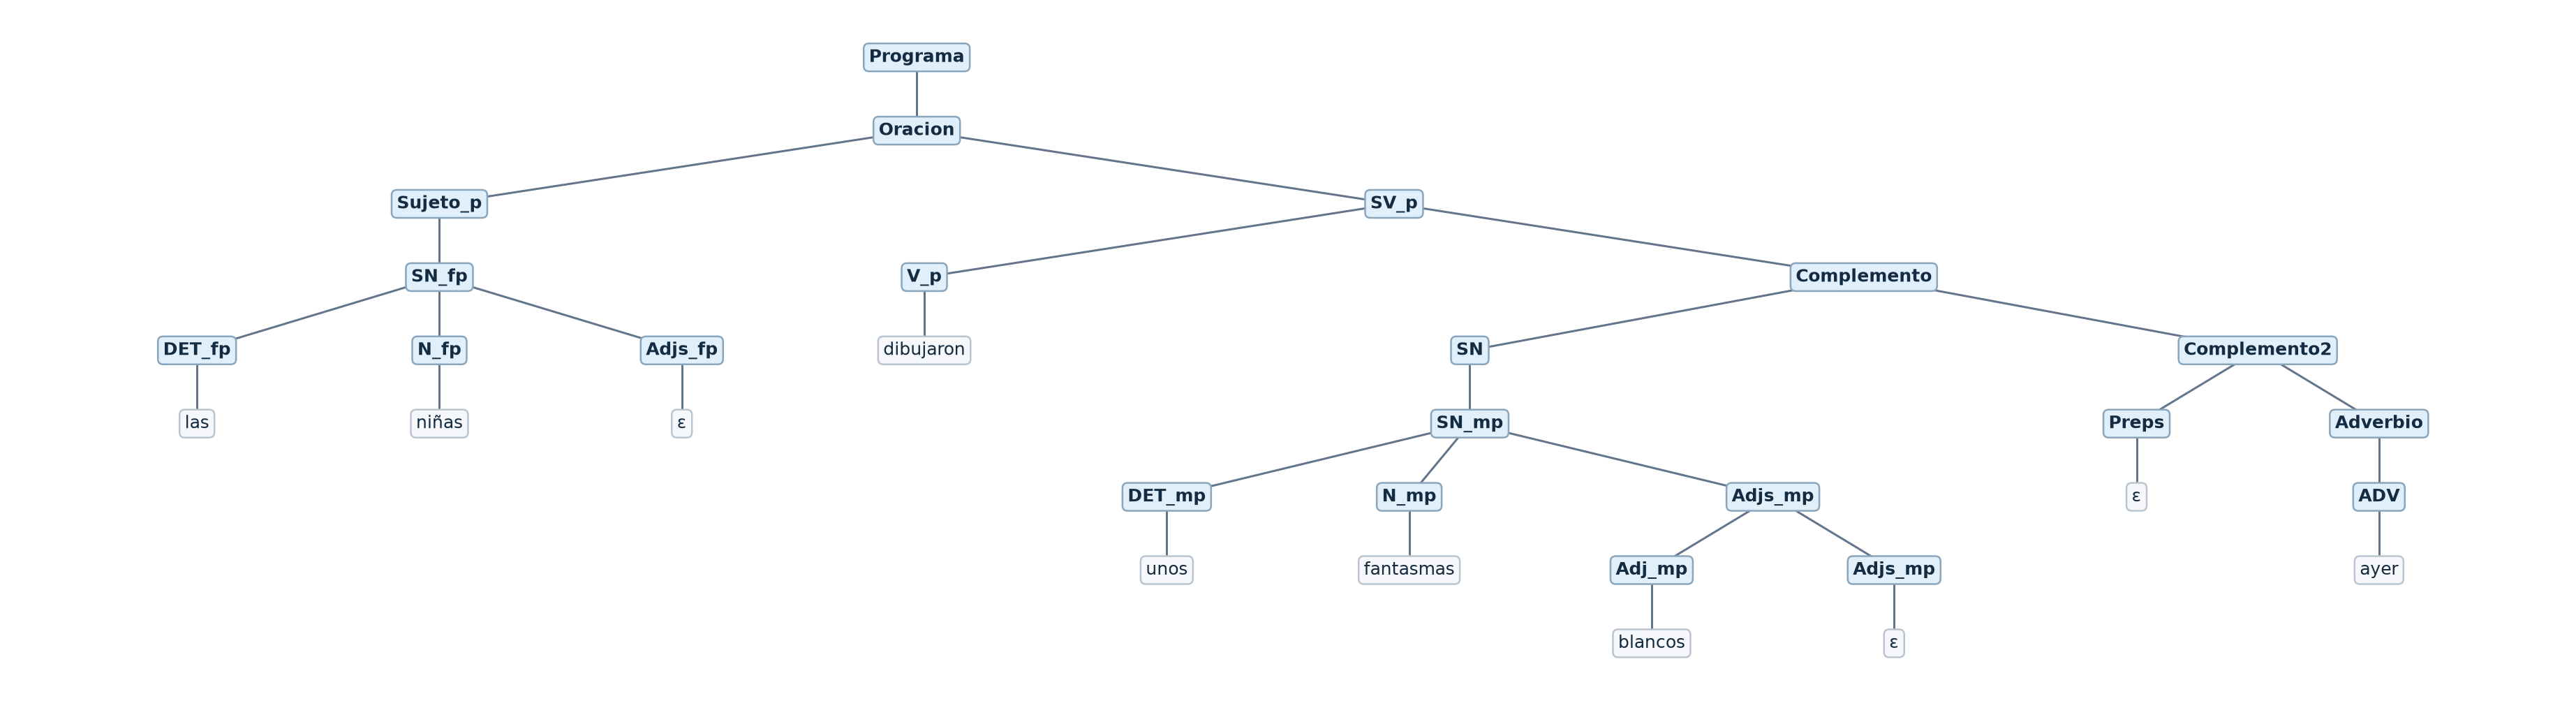 Programa
Oracion
Sujeto_p SV_p
SN_fp V_p Complemento
DET_fp N_fp Adjs_fp dibujaron SN Complemento2
las niñas ε SN_mp Preps Adverbio
DET_mp N_mp Adjs_mp ε ADV
unos fantasmas Adj_mp Adjs_mp ayer
blancos ε